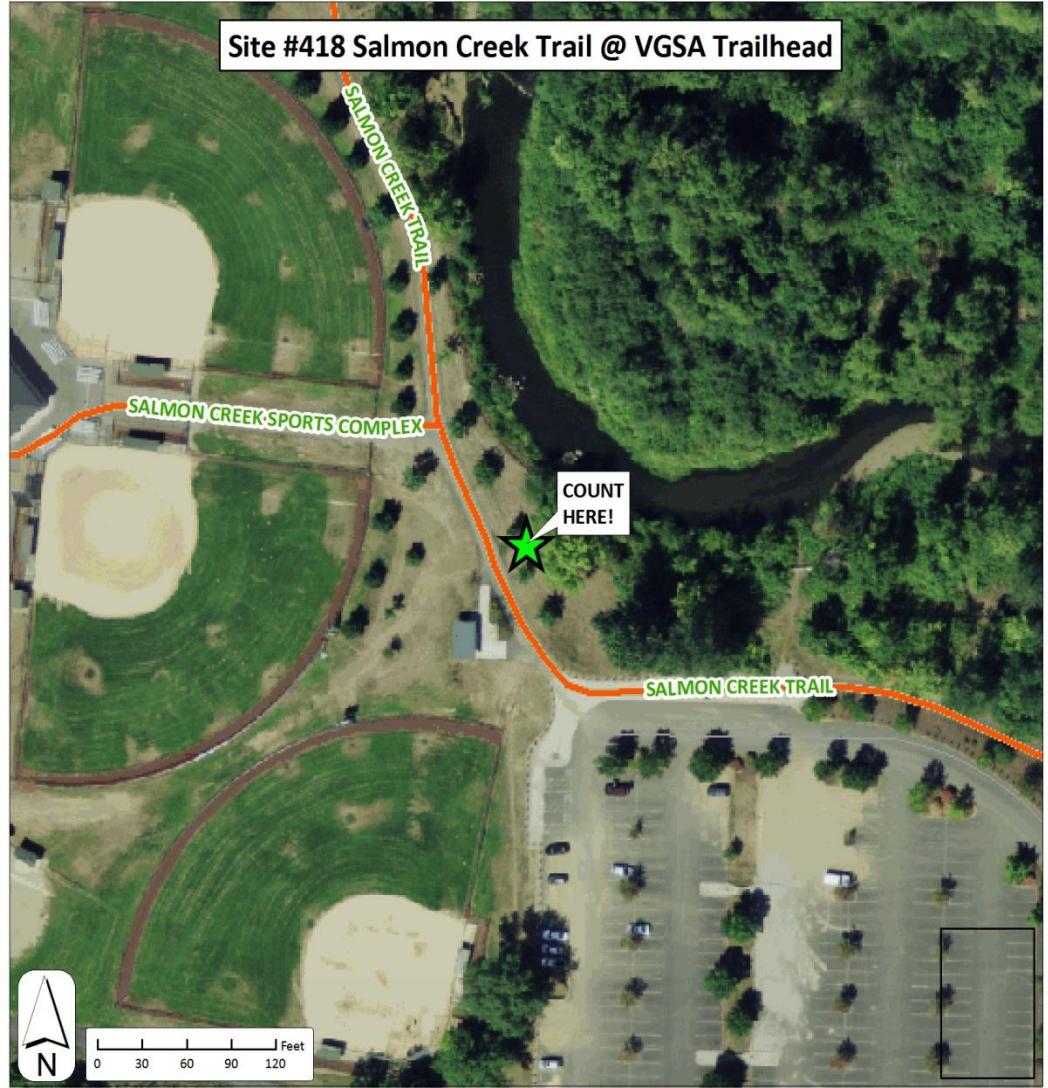 Site #418 Salmon Creek Trail @ VGSA Trailhead
SALMON CREEK TRAIL
SALMON CREEK SPORTS COMPLEX
COUNT
HERE!
SALMON CREEK TRAIL
N
Feet
0 30 60 90 120